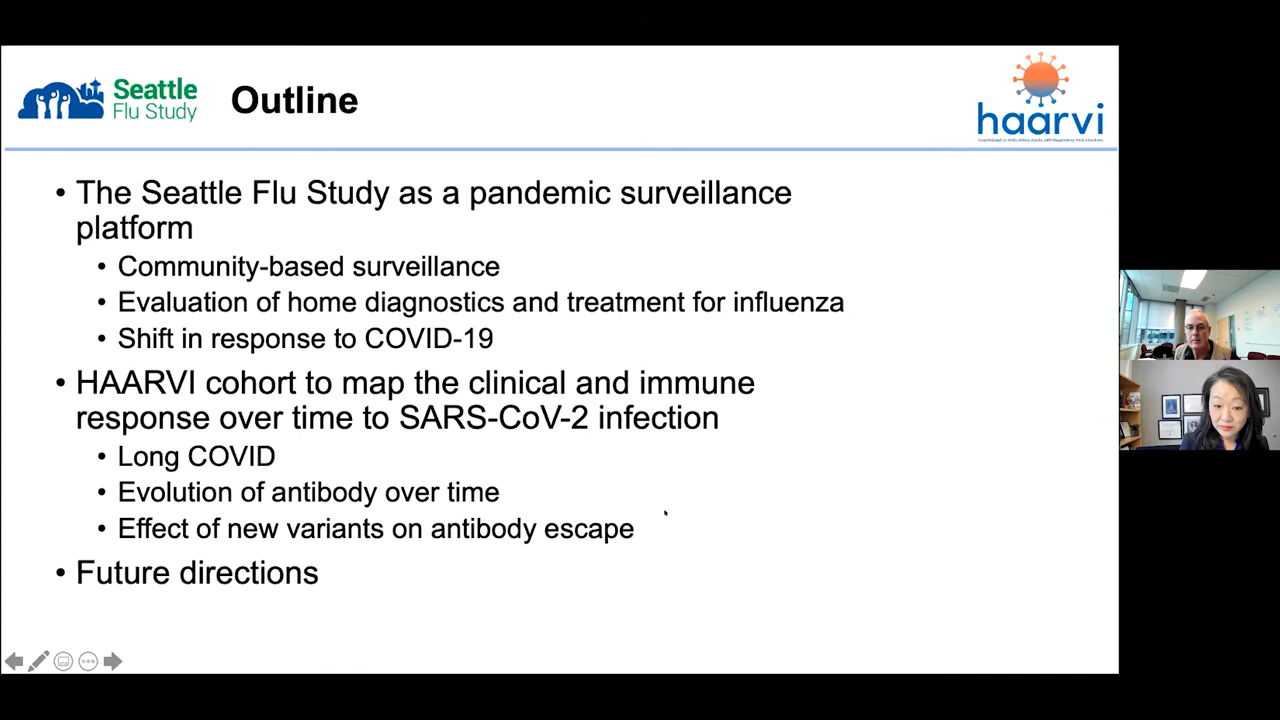 Seattle
Flu Study
Outline
haarvi
• The Seattle Flu Study as a pandemic surveillance
platform
• Community-based surveillance
• Evaluation of home diagnostics and treatment for influenza
• Shift in response to COVID-19
• HAARVI cohort to map the clinical and immune
response over time to SARS-CoV-2 infection
• Long COVID
• Evolution of antibody over time
• Effect of new variants on antibody escape
• Future directions